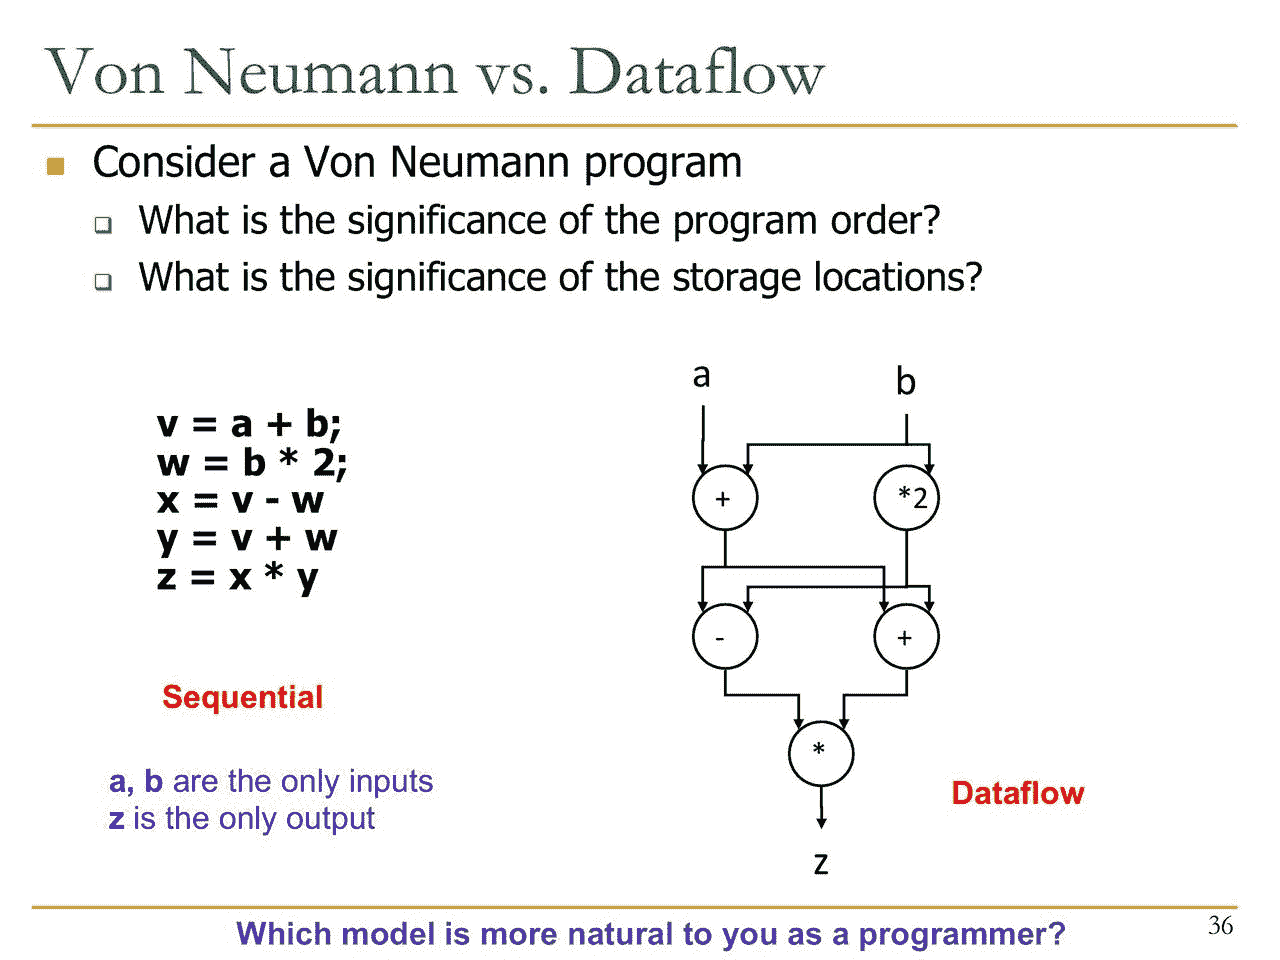 Von Neumann vs. Dataflow
Consider a Von Neumann program
What is the significance of the program order?
What is the significance of the storage locations?
v = a + b;
w = b * 2;
x = v - w
y = v + w
z = x * y
Sequential
a, b are the only inputs
z is the only output
a b
+ *2
- +
*
Dataflow
z
Which model is more natural to you as a programmer?
36